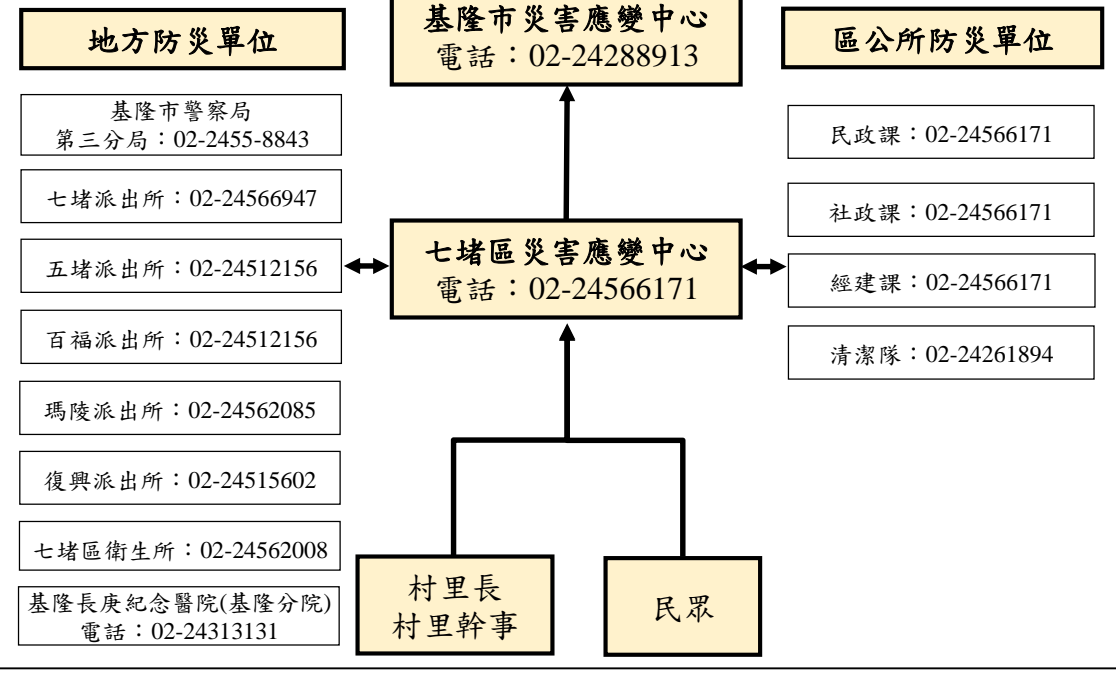 地方防災單位
基隆市警察局
第三分局：02-2455-8843
七堵派出所：02-24566947
五堵派出所：02-24512156
百福派出所：02-24512156
瑪陵派出所：02-24562085
復興派出所：02-24515602
七堵區衛生所：02-24562008
基隆長庚紀念醫院(基隆分院)
電話：02-24313131
基隆市災害應變中心
電話：02-24288913
七堵區災害應變中心
電話：02-24566171
村里長
村里幹事
民眾
區公所防災單位
民政課：02-24566171
社政課：02-24566171
經建課：02-24566171
清潔隊：02-24261894